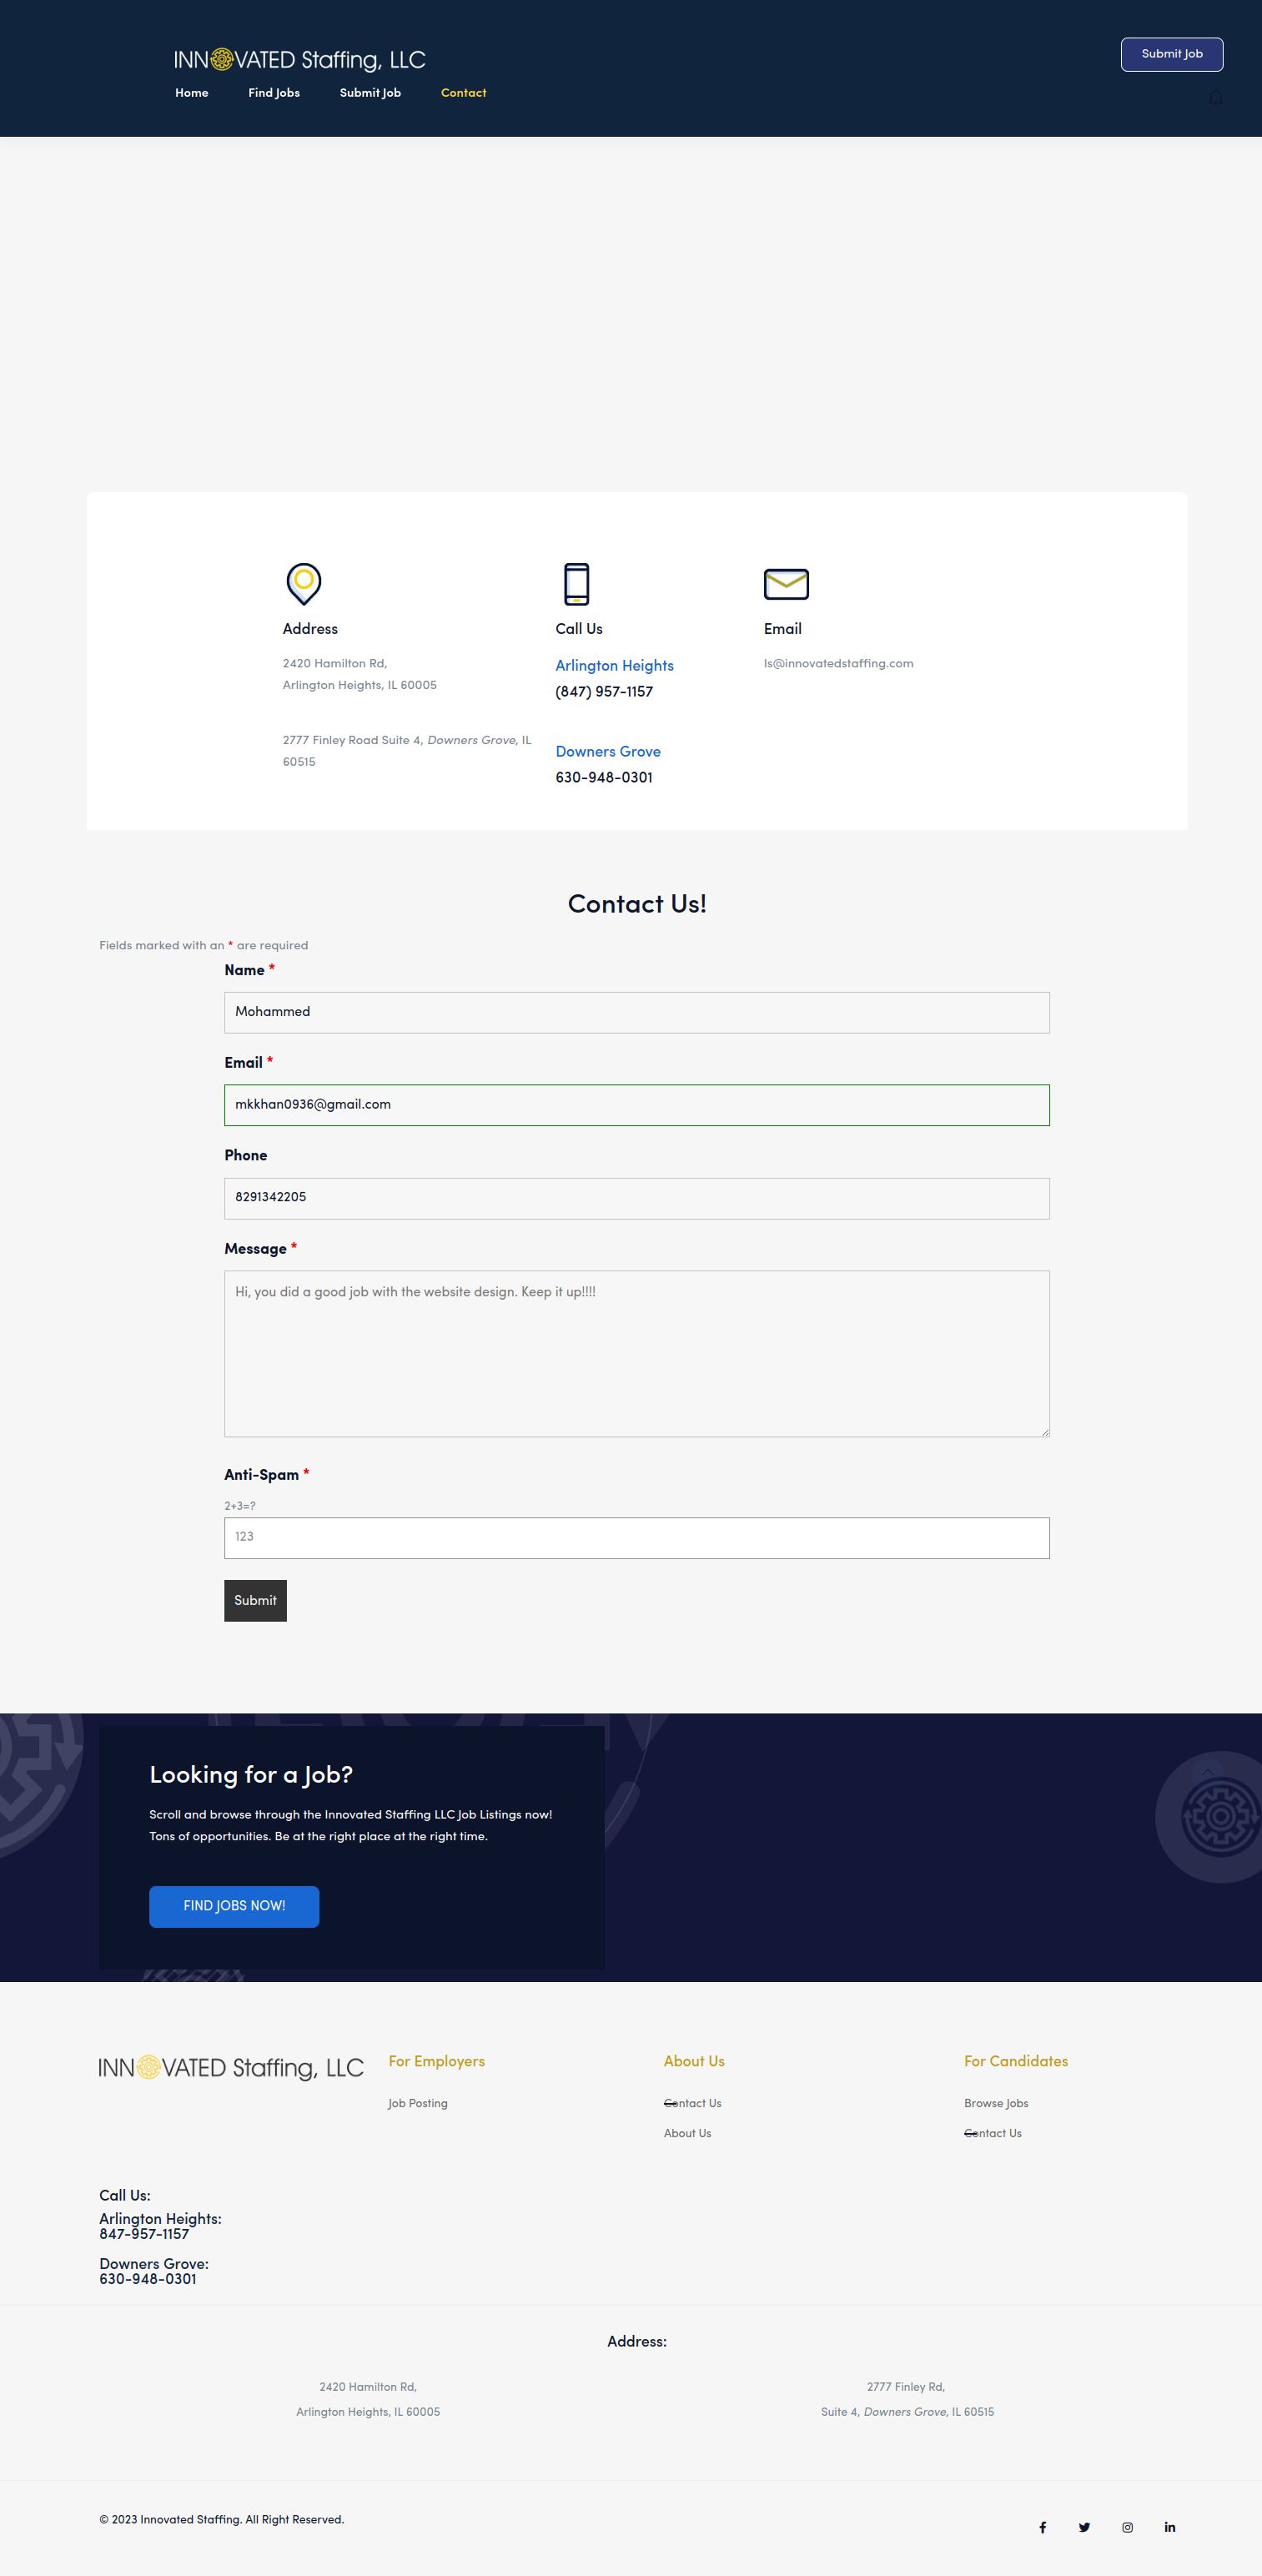 INNOVATED Staffing, LLC
Submit Job
Home
Find Jobs
Submit Job
Contact
Address
2420 Hamilton Rd,
Arlington Heights, IL 60005
2777 Finley Road Suite 4, Downers Grove, IL
60515
Call Us
Arlington Heights
(847) 957-1157
Downers Grove
630-948-0301
Email
ls@innovatedstaffing.com
Contact Us!
Fields marked with an * are required
Name *
Mohammed
Email *
mkkhan0936@gmail.com
Phone
8291342205
Message *
Hi, you did a good job with the website design. Keep it up!!!!
Anti-Spam *
2+3=?
123
Submit
Looking for a Job?
Scroll and browse through the Innovated Staffing LLC Job Listings now!
Tons of opportunities. Be at the right place at the right time.
FIND JOBS NOW!
INNOVATED Staffing, LLC
For Employers
Job Posting
About Us
Contact Us
About Us
For Candidates
Browse Jobs
Contact Us
Call Us:
Arlington Heights:
847-957-1157
Downers Grove:
630-948-0301
Address:
2420 Hamilton Rd,
Arlington Heights, IL 60005
2777 Finley Rd,
Suite 4, Downers Grove, IL 60515
© 2023 Innovated Staffing. All Right Reserved.